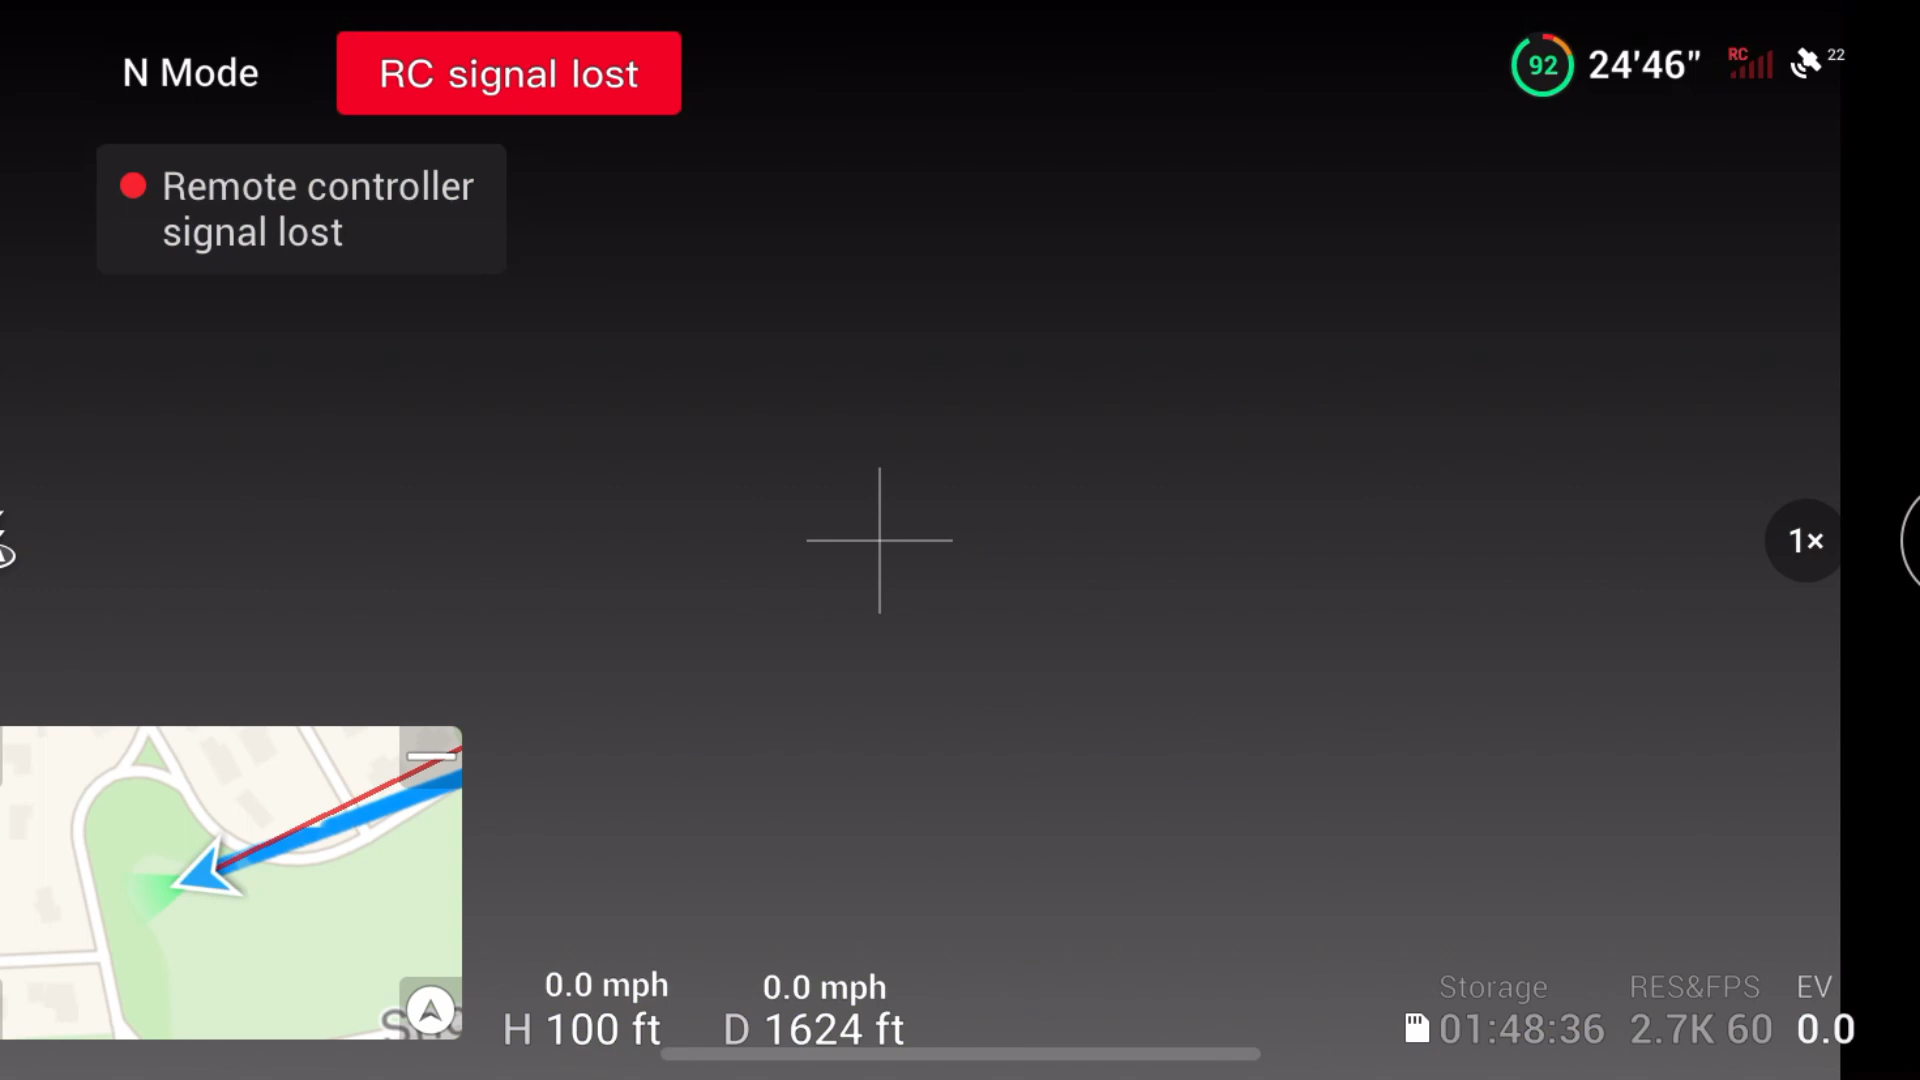 N Mode
RC signal lost
92
24'46"
RC
22
Remote controller
signal lost
1×
0.0 mph
0.0 mph
H 100 ft
D 1624 ft
Storage
RES&FPS
EV
01:48:36
2.7K 60
0.0